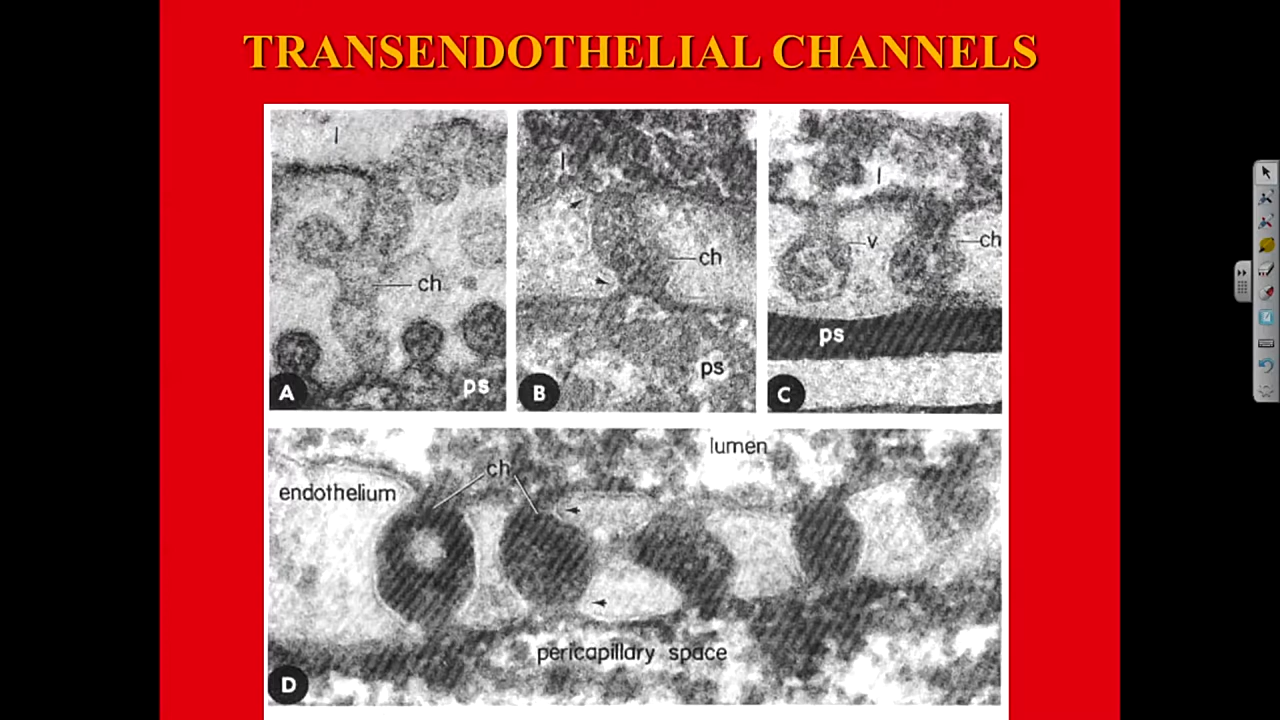 TRANSENDOTHELIAL CHANNELS
l
ch
ps
A
l
ch
ps
B
l
v
ch
ps
C
lumen
ch
endothelium
pericapillary space
D